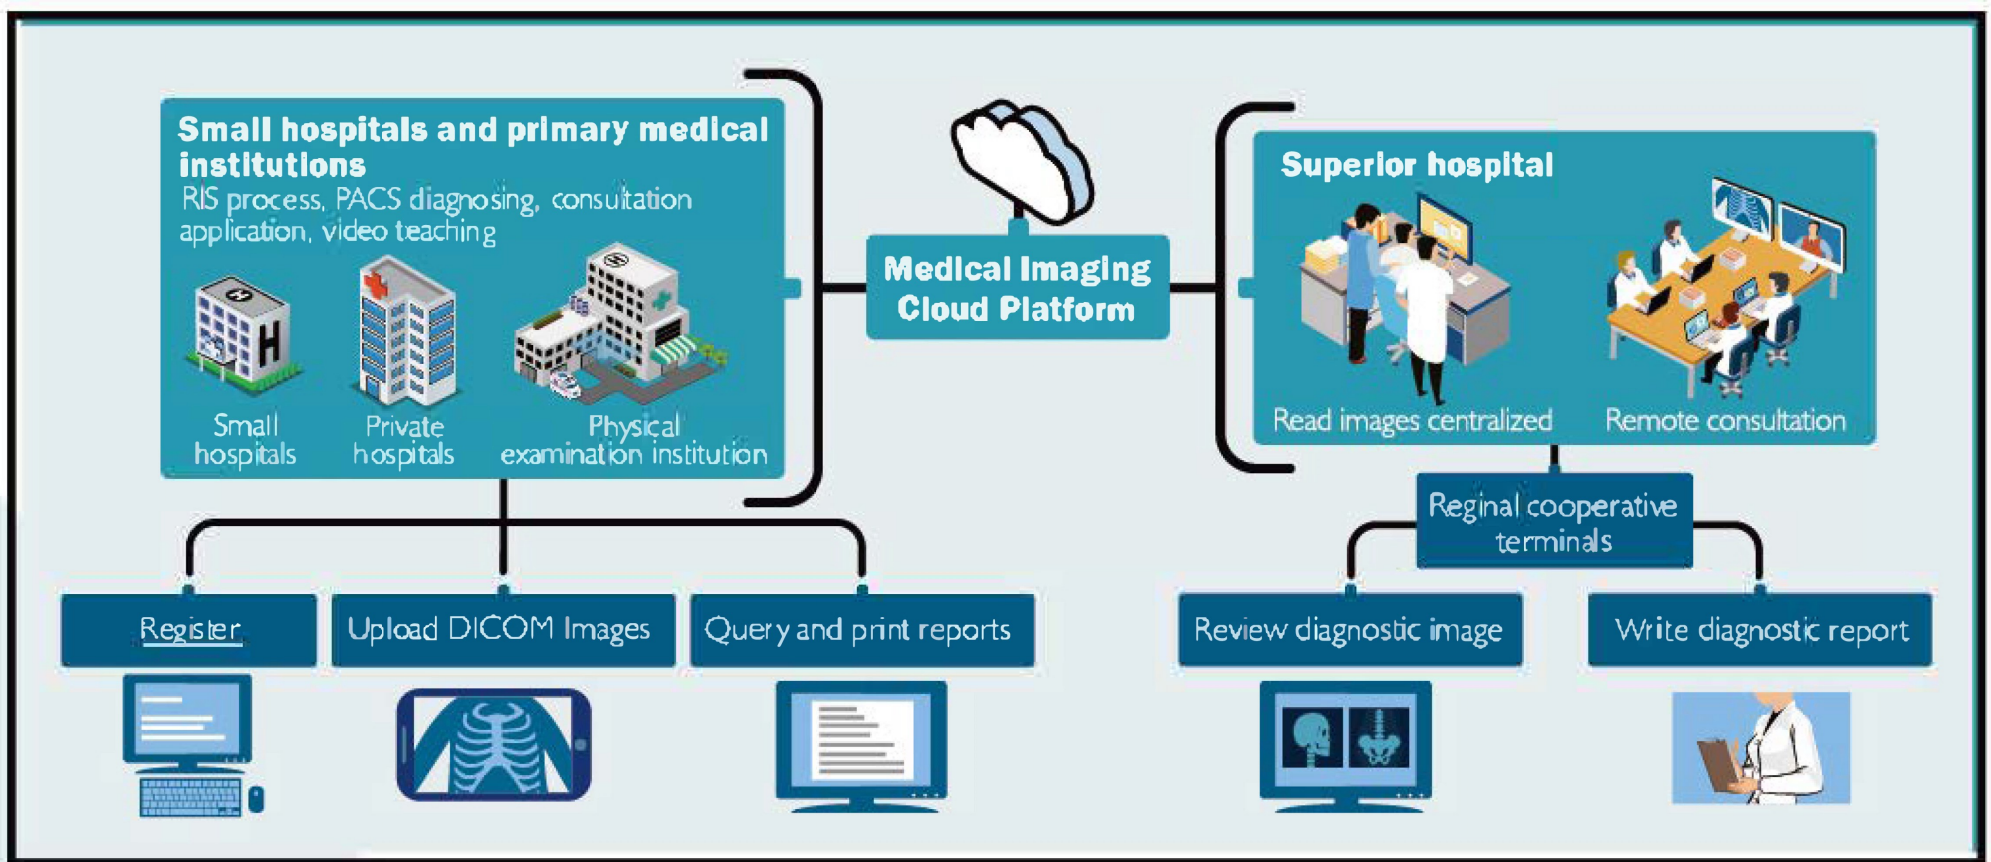 Small hospitals and primary medical
institutions
RIS process, PACS diagnosing, consultation
application, video teaching
Small
hospitals
Private
hospitals
Physical
examination institution
Medical Imaging
Cloud Platform
Superior hospital
Read images centralized
Remote consultation
Reginal cooperative
terminals
Register
Upload DICOM Images
Query and print reports
Review diagnostic image
Write diagnostic report
H
H
H